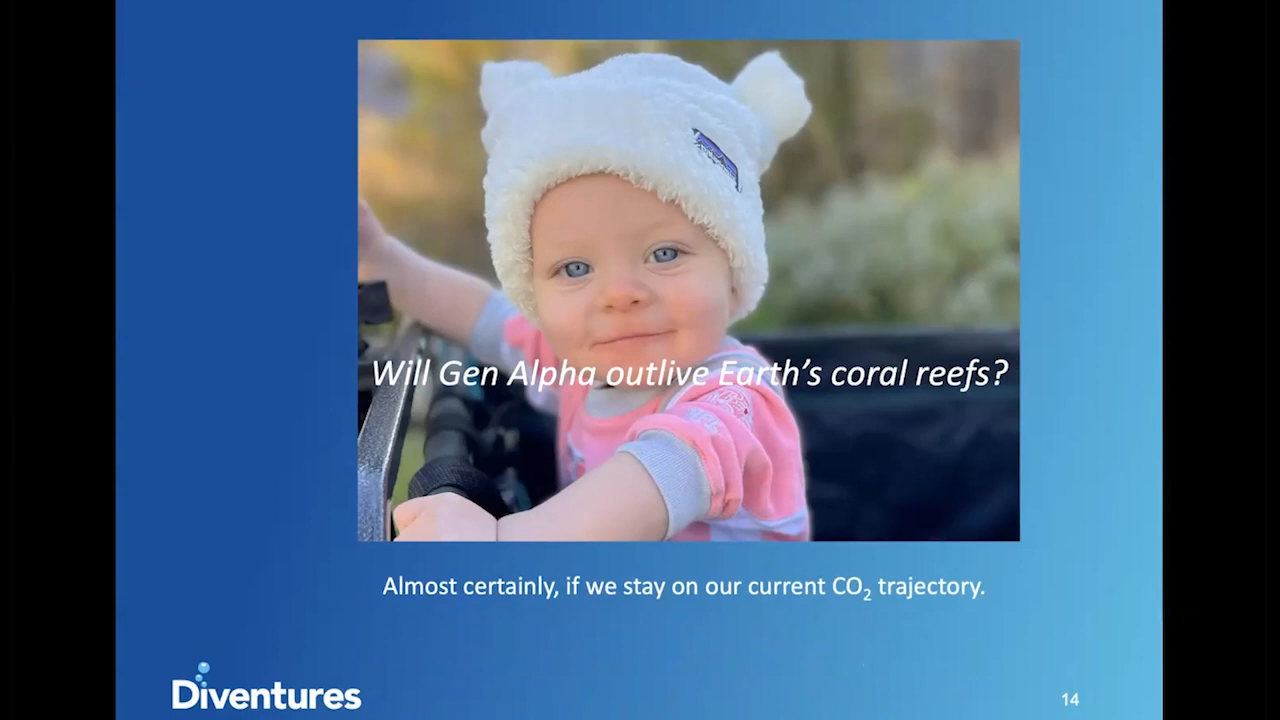 Will Gen Alpha outlive Earth's coral reefs?
Almost certainly, if we stay on our current CO₂ trajectory.
Diventures
14